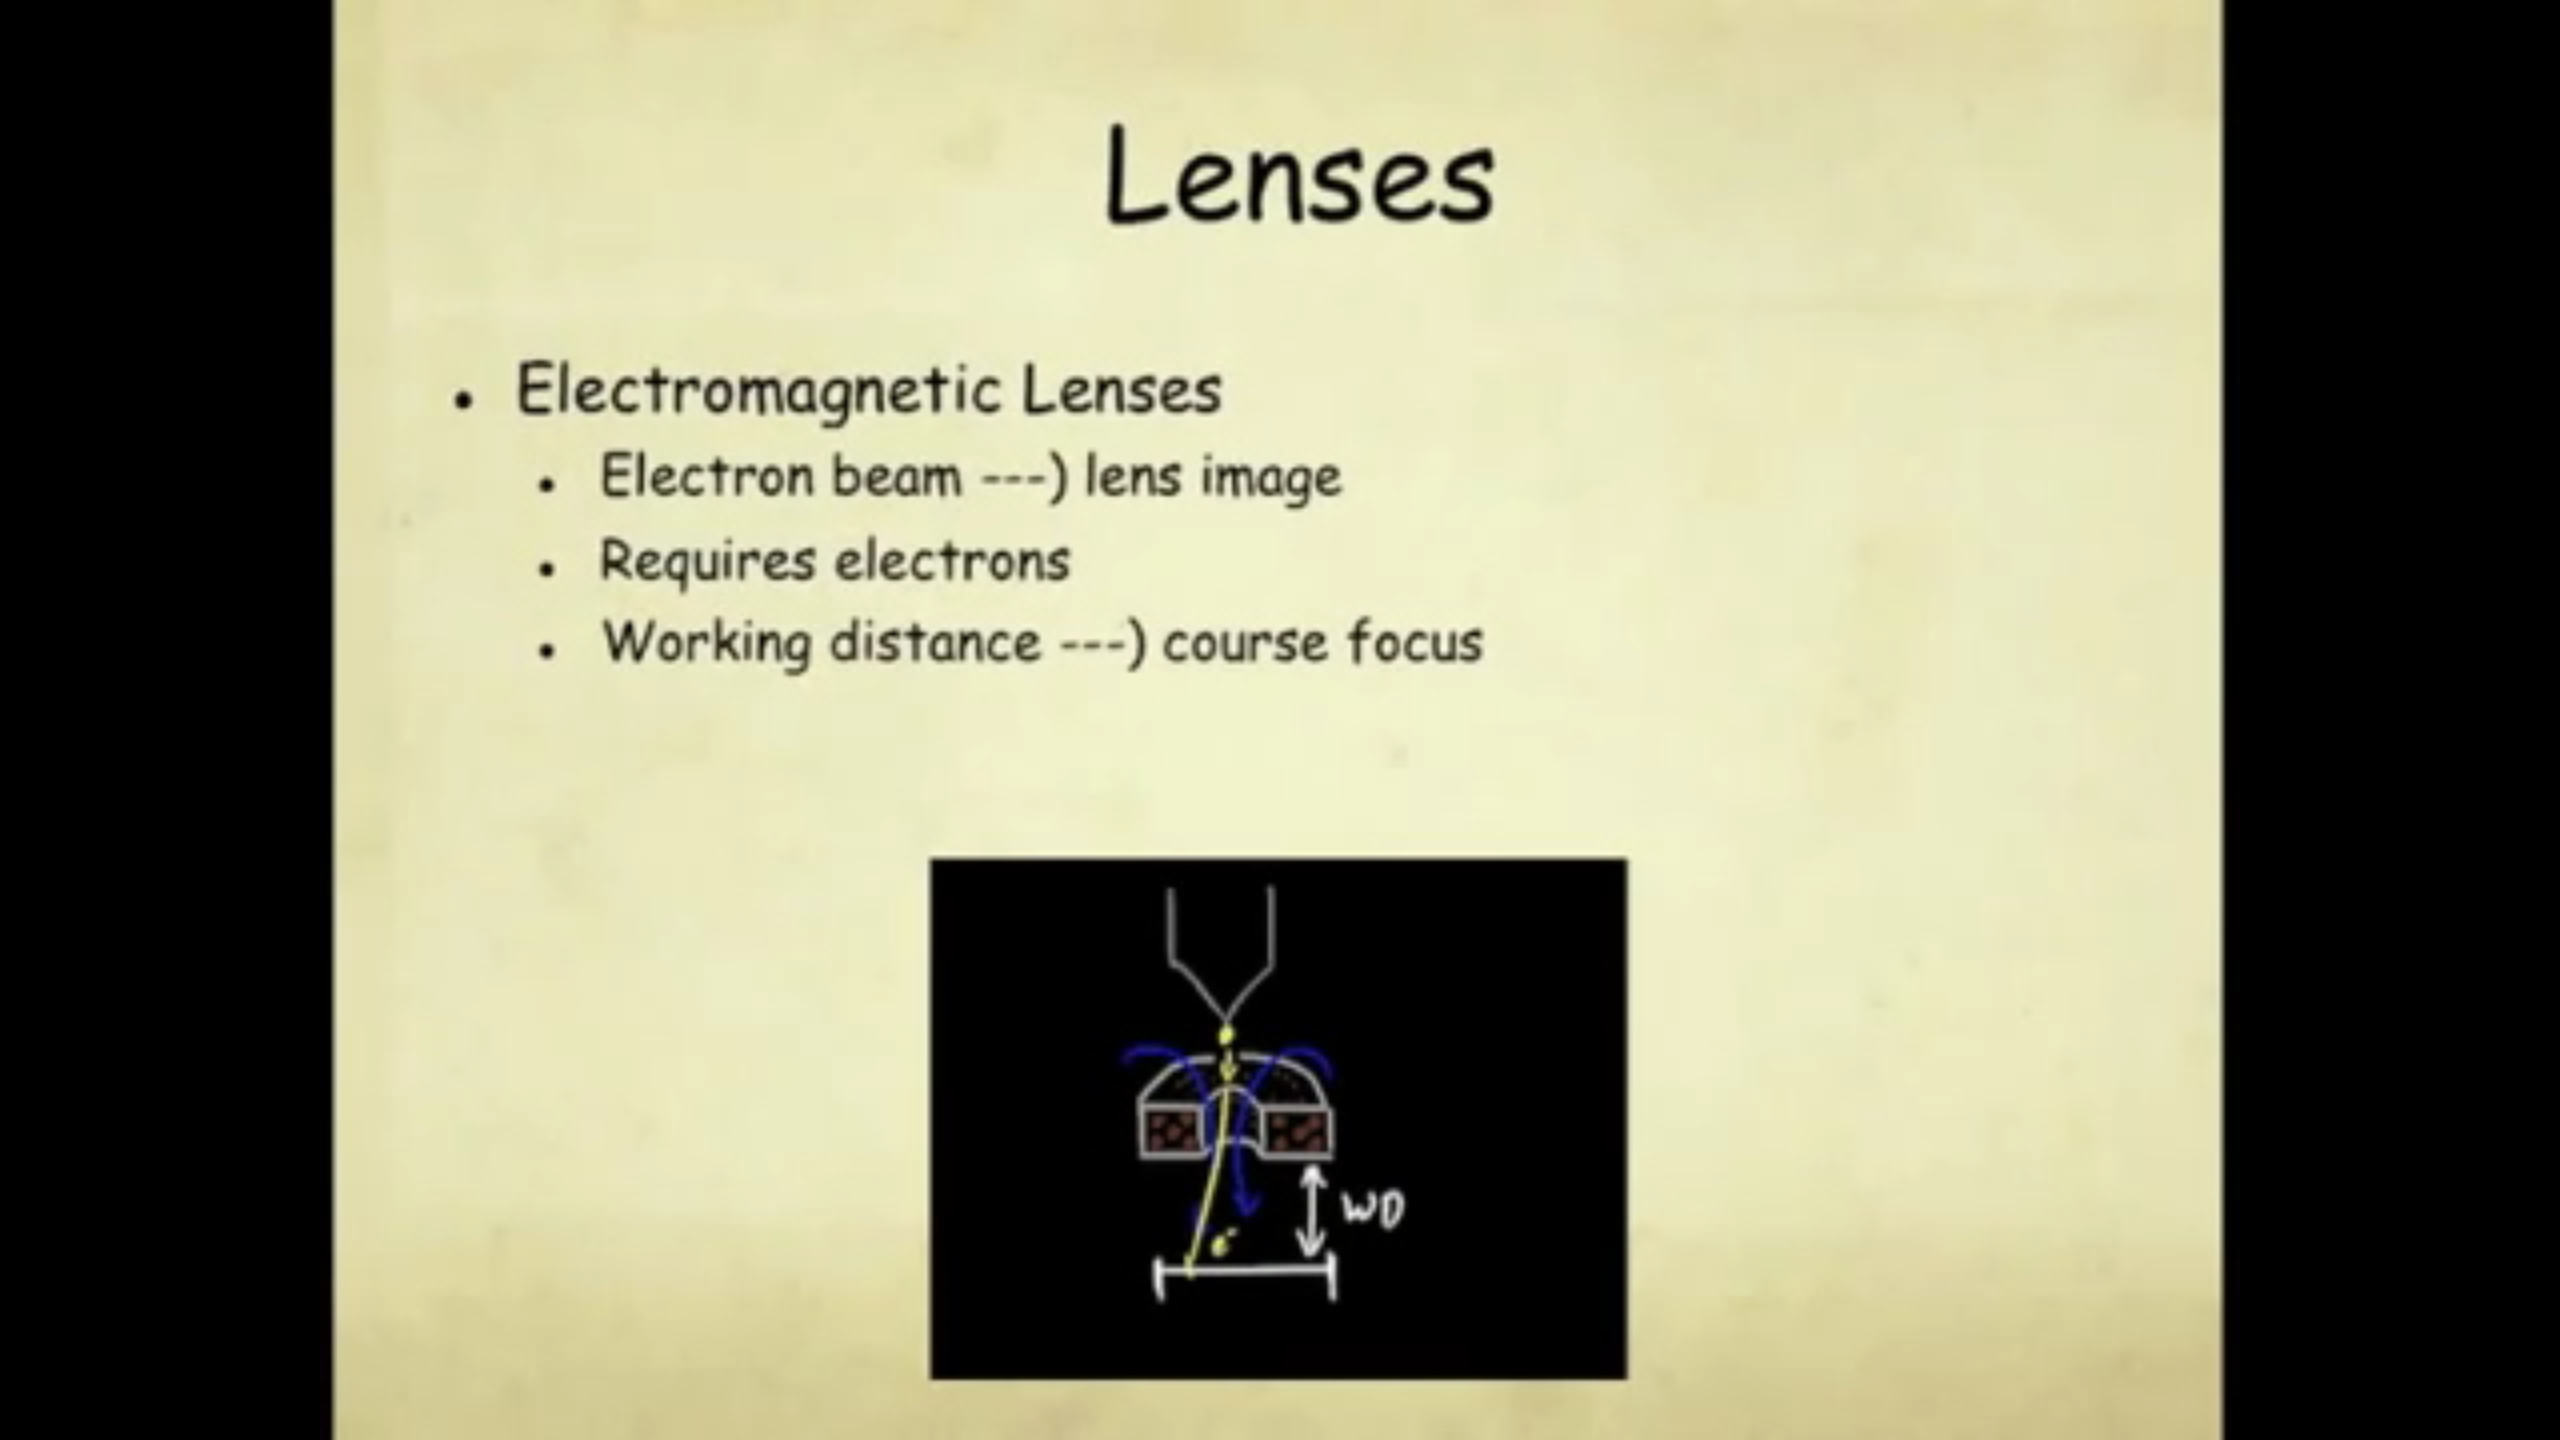 Lenses
• Electromagnetic Lenses
• Electron beam ---) lens image
• Requires electrons
• Working distance ---) course focus
WD
e-